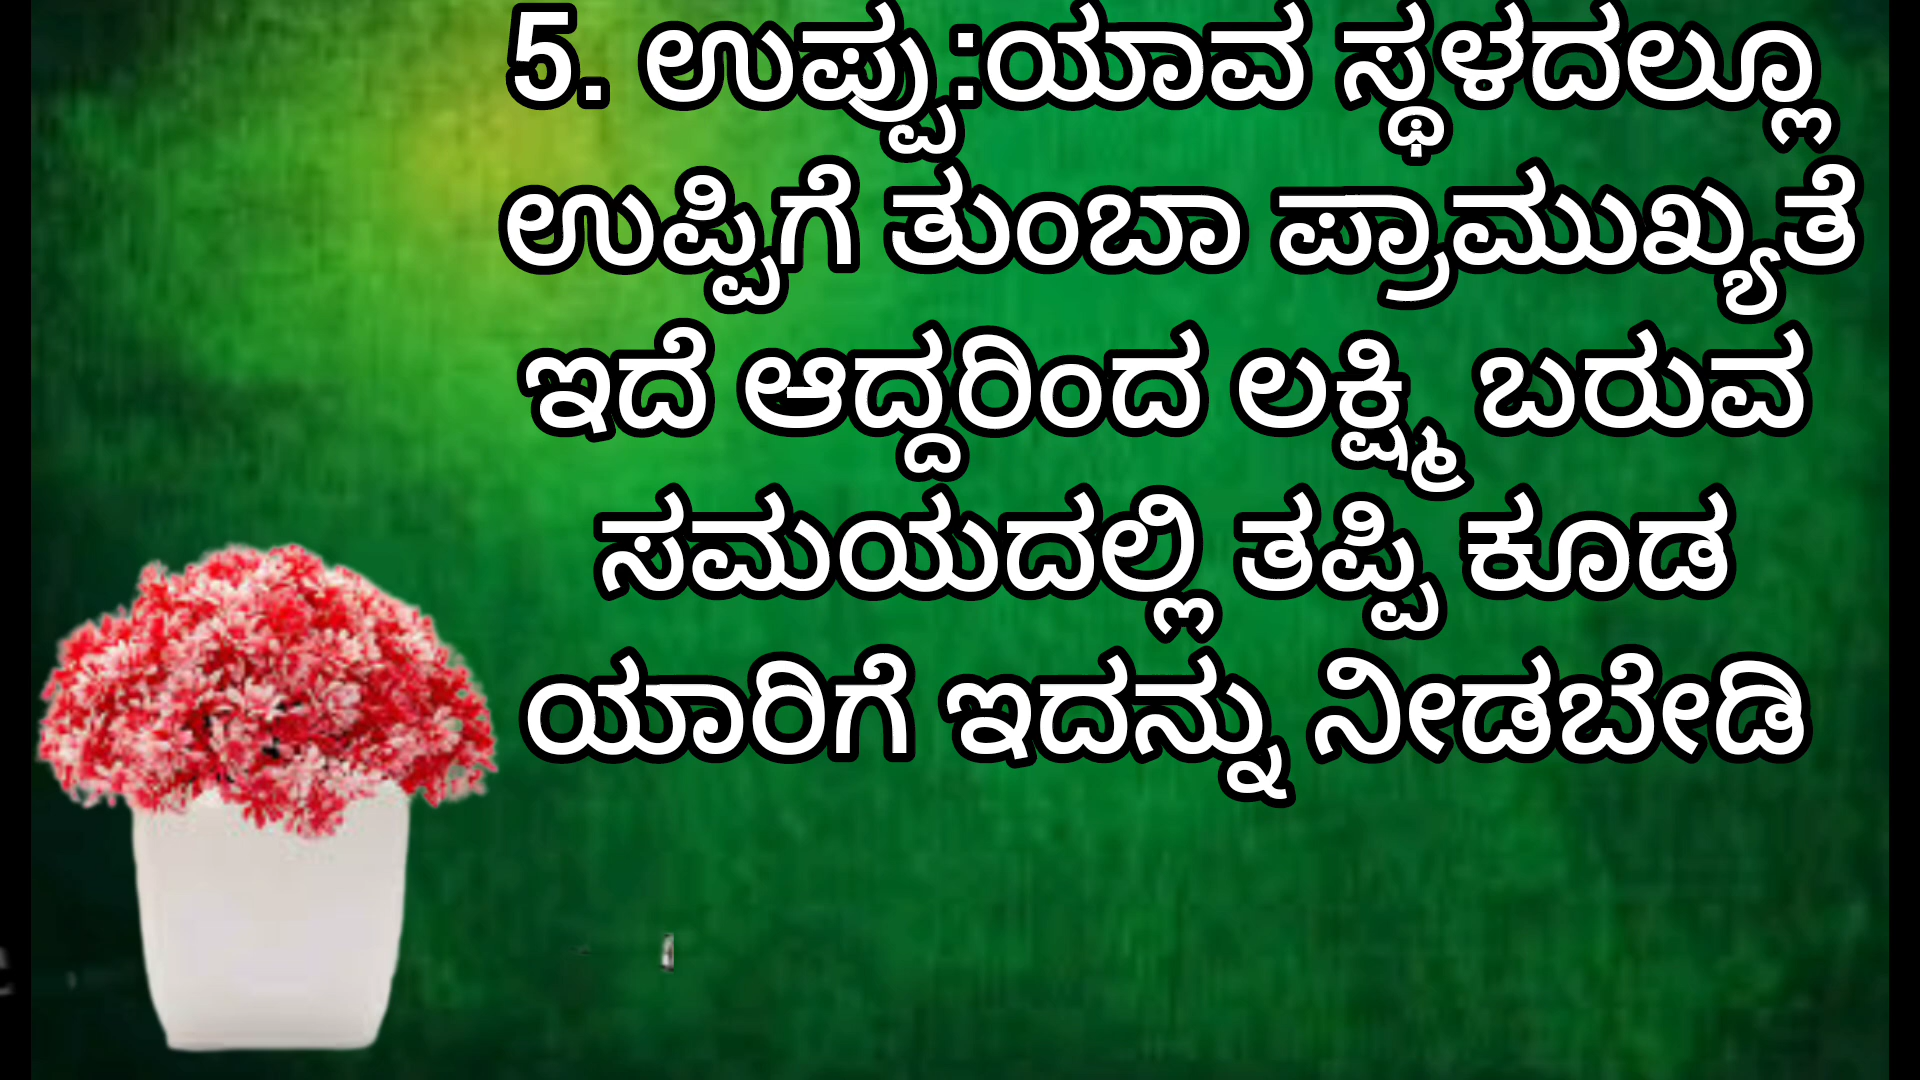 5. ಉಪ್ಪು:ಯಾವ ಸ್ಥಳದಲ್ಲೂ
ಉಪ್ಪಿಗೆ ತುಂಬಾ ಪ್ರಾಮುಖ್ಯತೆ
ಇದೆ ಆದ್ದರಿಂದ ಲಕ್ಷ್ಮಿ ಬರುವ
ಸಮಯದಲ್ಲಿ ತಪ್ಪಿ ಕೂಡ
ಯಾರಿಗೆ ಇದನ್ನು ನೀಡಬೇಡಿ